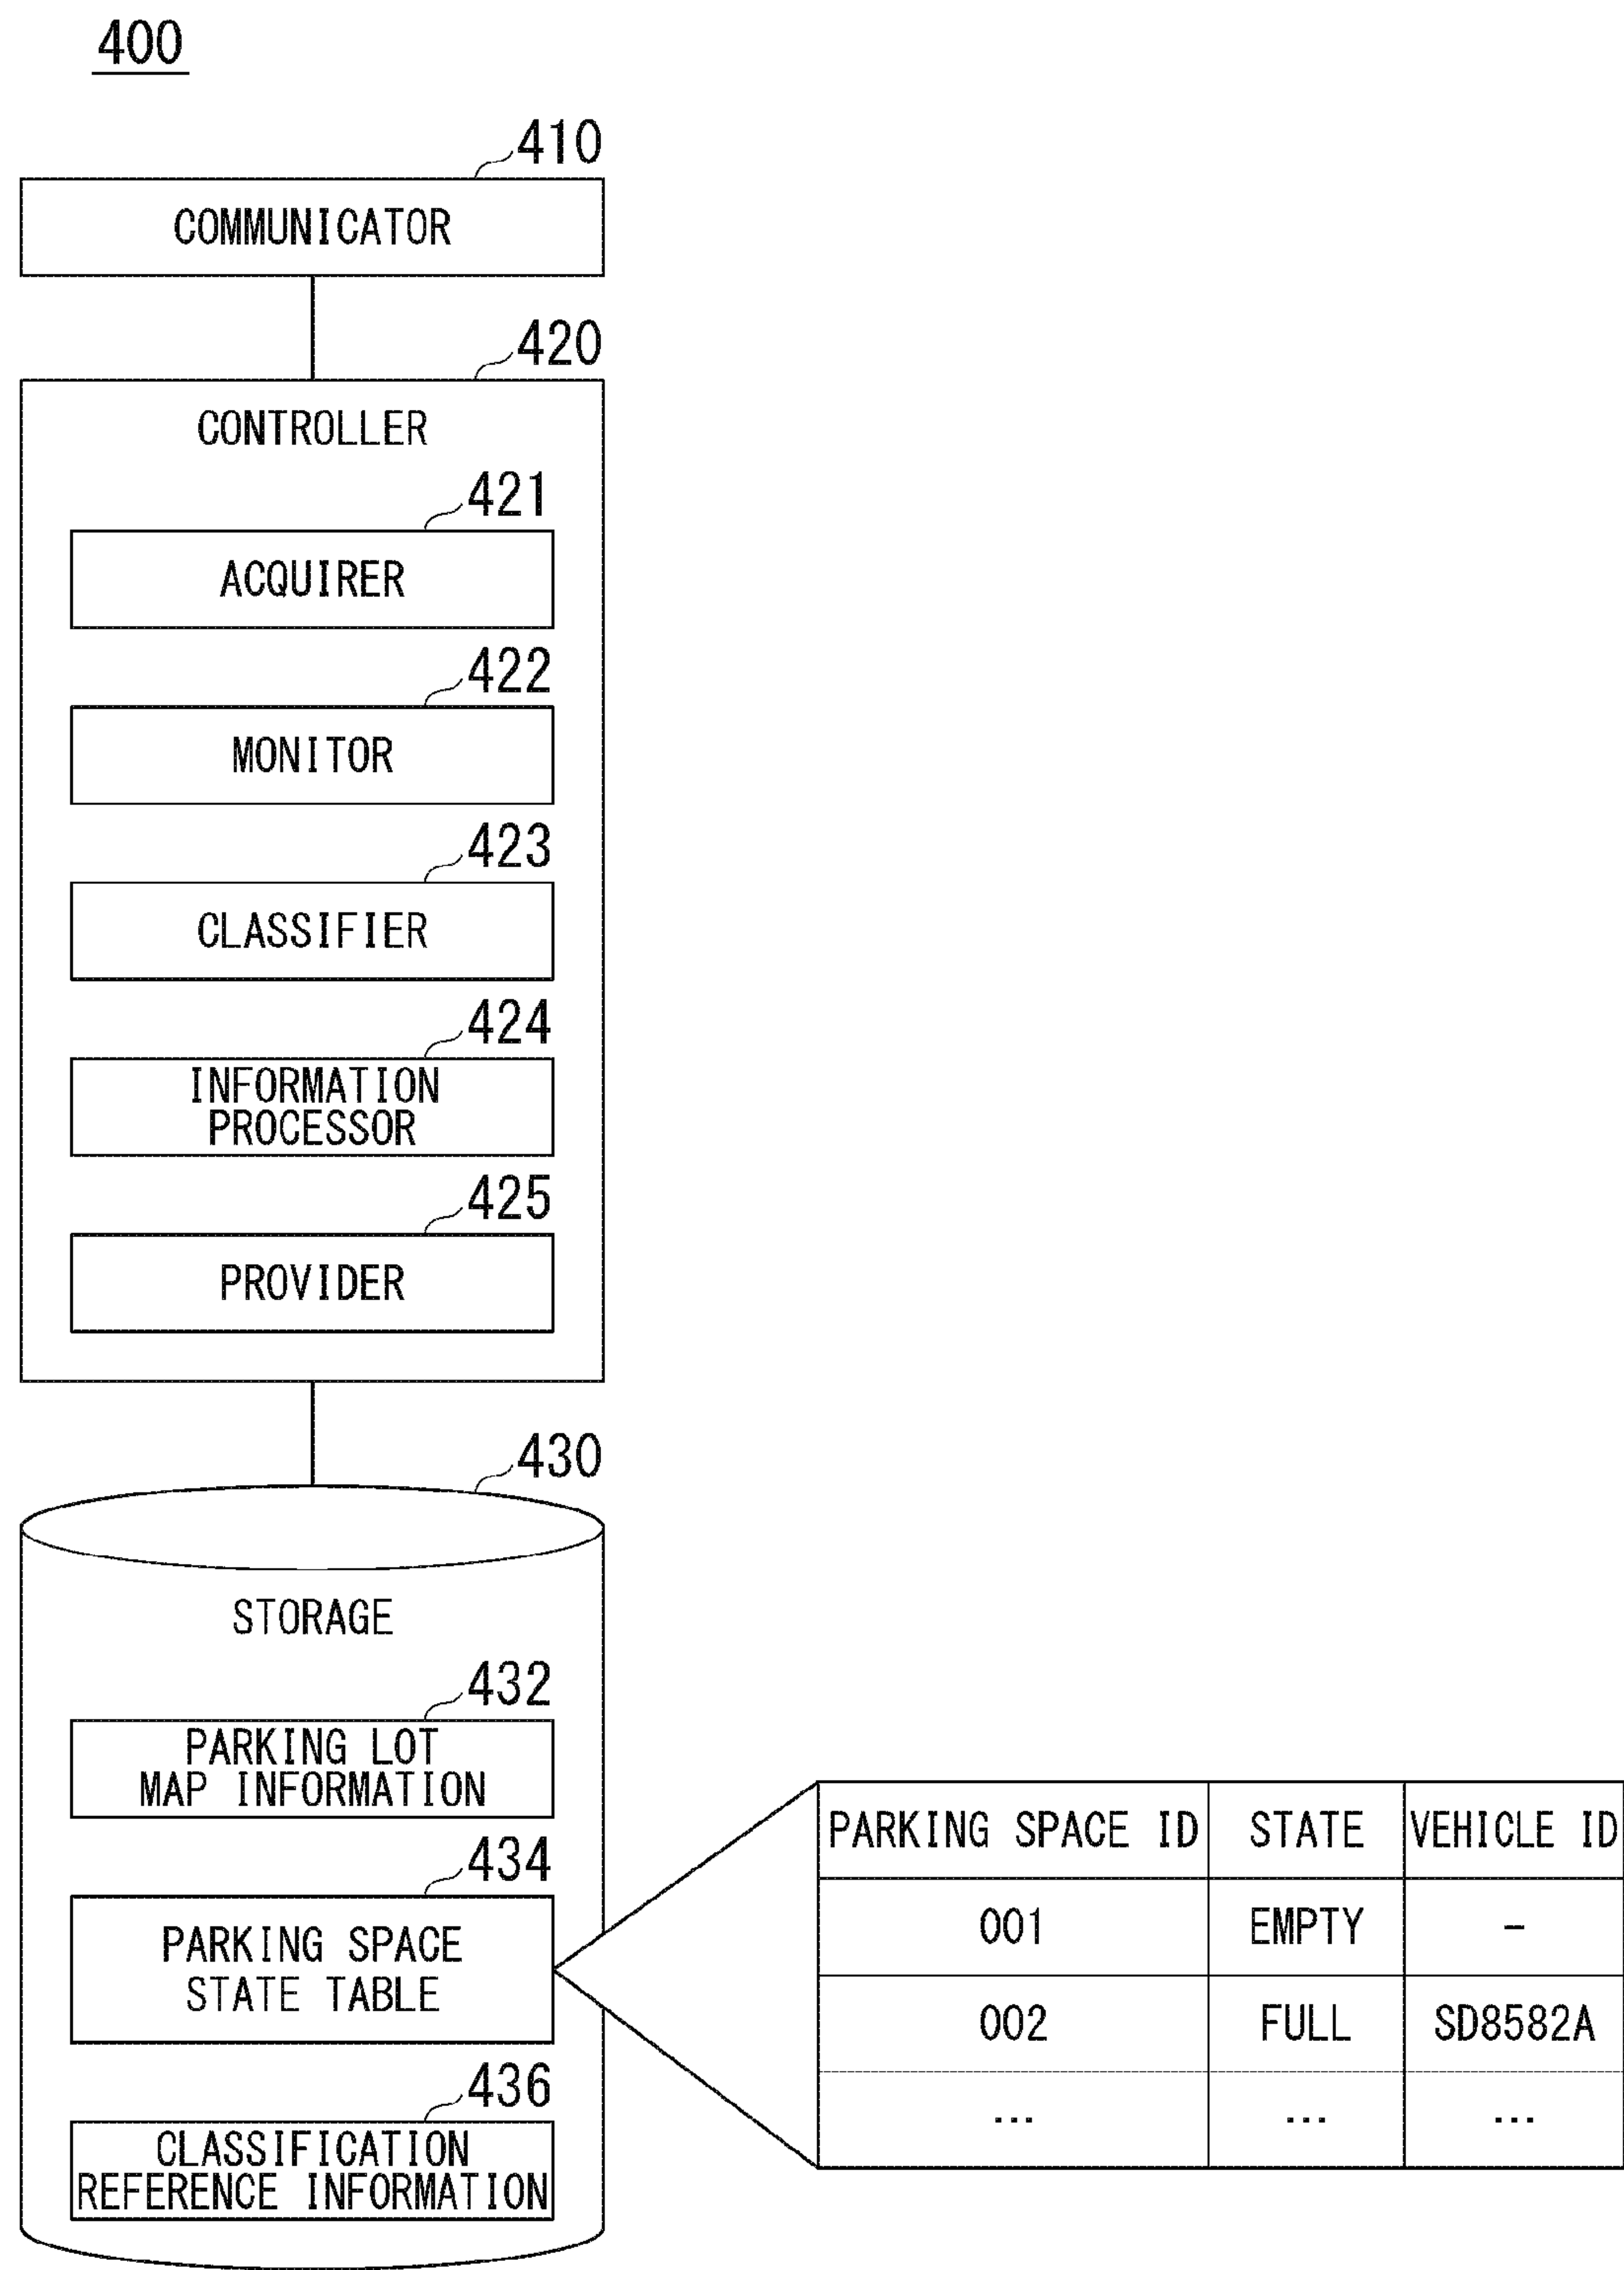 400
410
COMMUNICATOR
420
CONTROLLER
421
ACQUIRER
422
MONITOR
423
CLASSIFIER
424
INFORMATION
PROCESSOR
425
PROVIDER
430
STORAGE
432
PARKING LOT
MAP INFORMATION
434
PARKING SPACE
STATE TABLE
436
CLASSIFICATION
REFERENCE INFORMATION
PARKING SPACE ID STATE VEHICLE ID
001 EMPTY -
002 FULL SD8582A
... ... ...